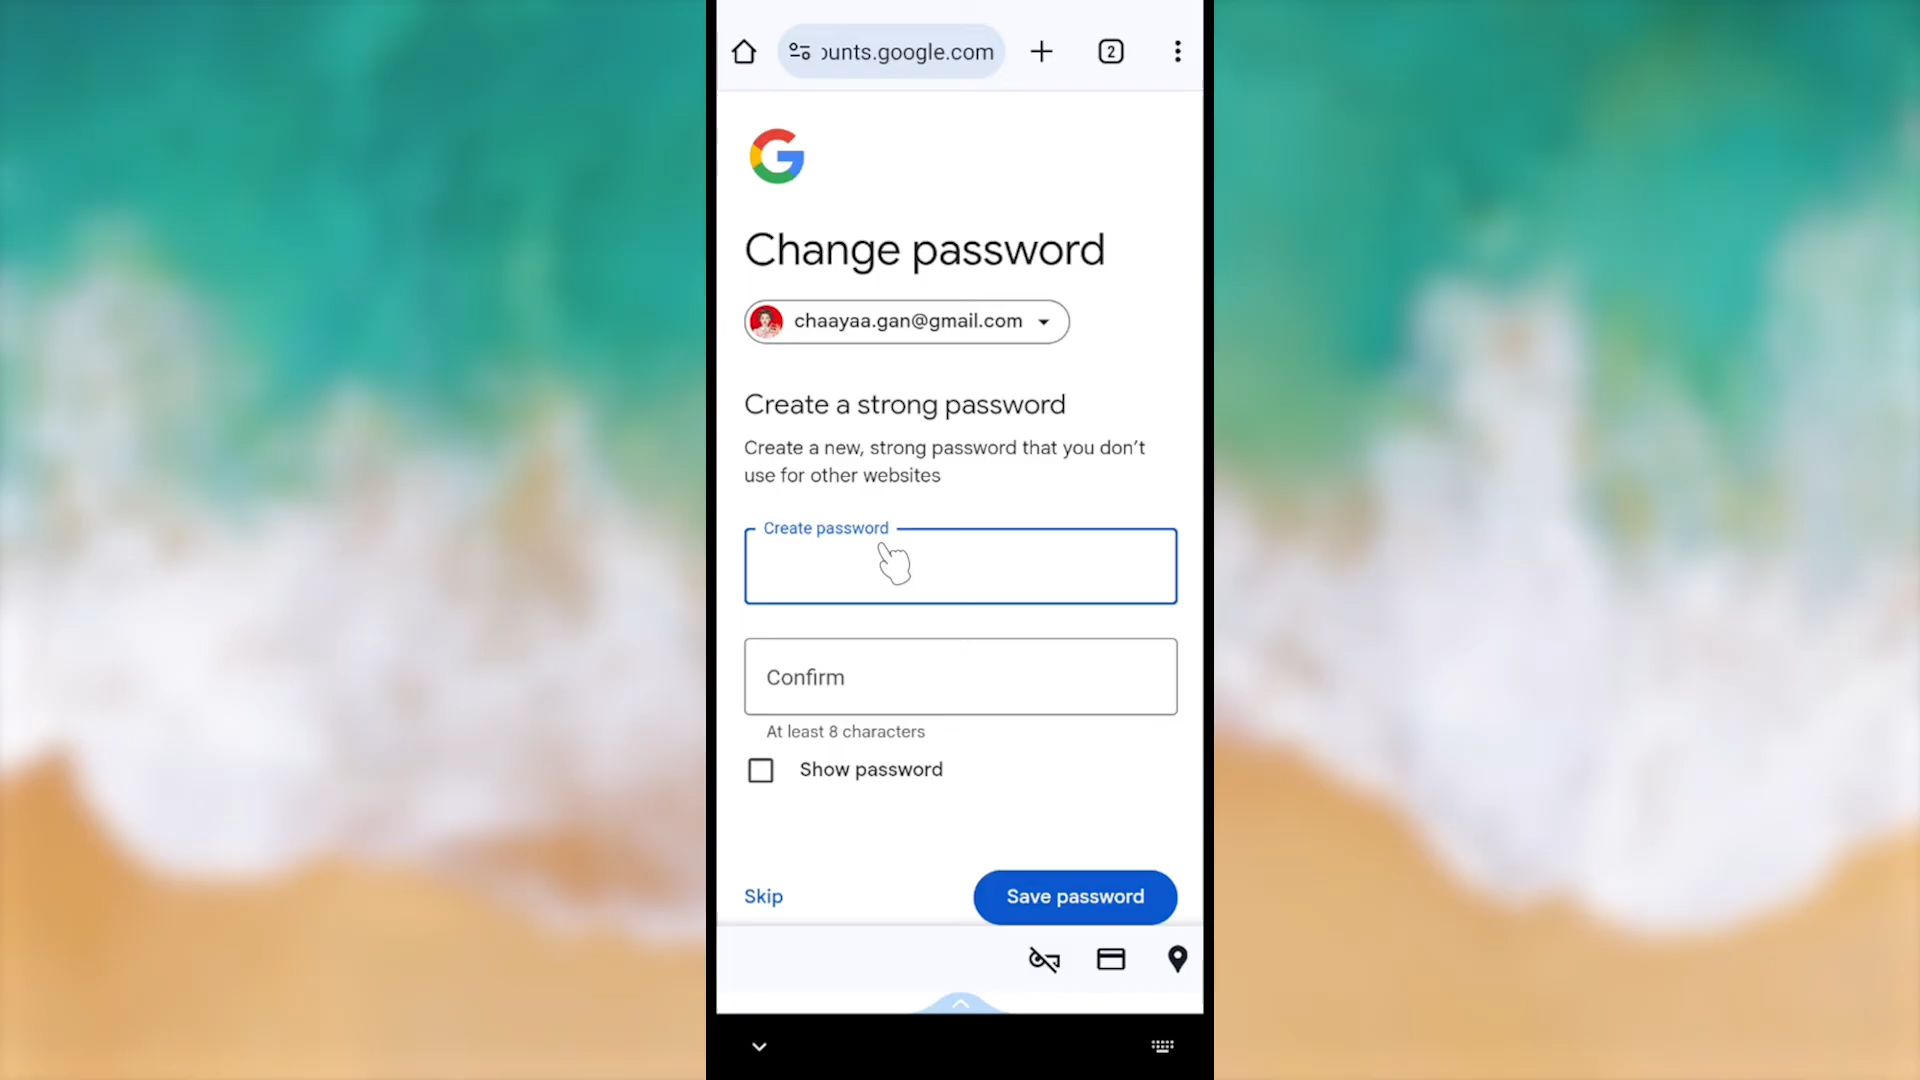 ounts.google.com
2
Change password
chaayaa.gan@gmail.com
Create a strong password
Create a new, strong password that you don't
use for other websites
Create password
Confirm
At least 8 characters
Show password
Skip
Save password